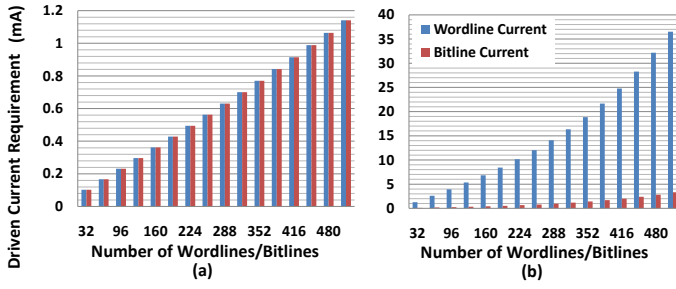 Driven Current Requirement (mA)
1.2
1
0.8
0.6
0.4
0.2
0
32 96 160 224 288 352 416 480
Number of Wordlines/Bitlines
(a)
40
35
30
25
20
15
10
5
0
Wordline Current
Bitline Current
32 96 160 224 288 352 416 480
Number of Wordlines/Bitlines
(b)